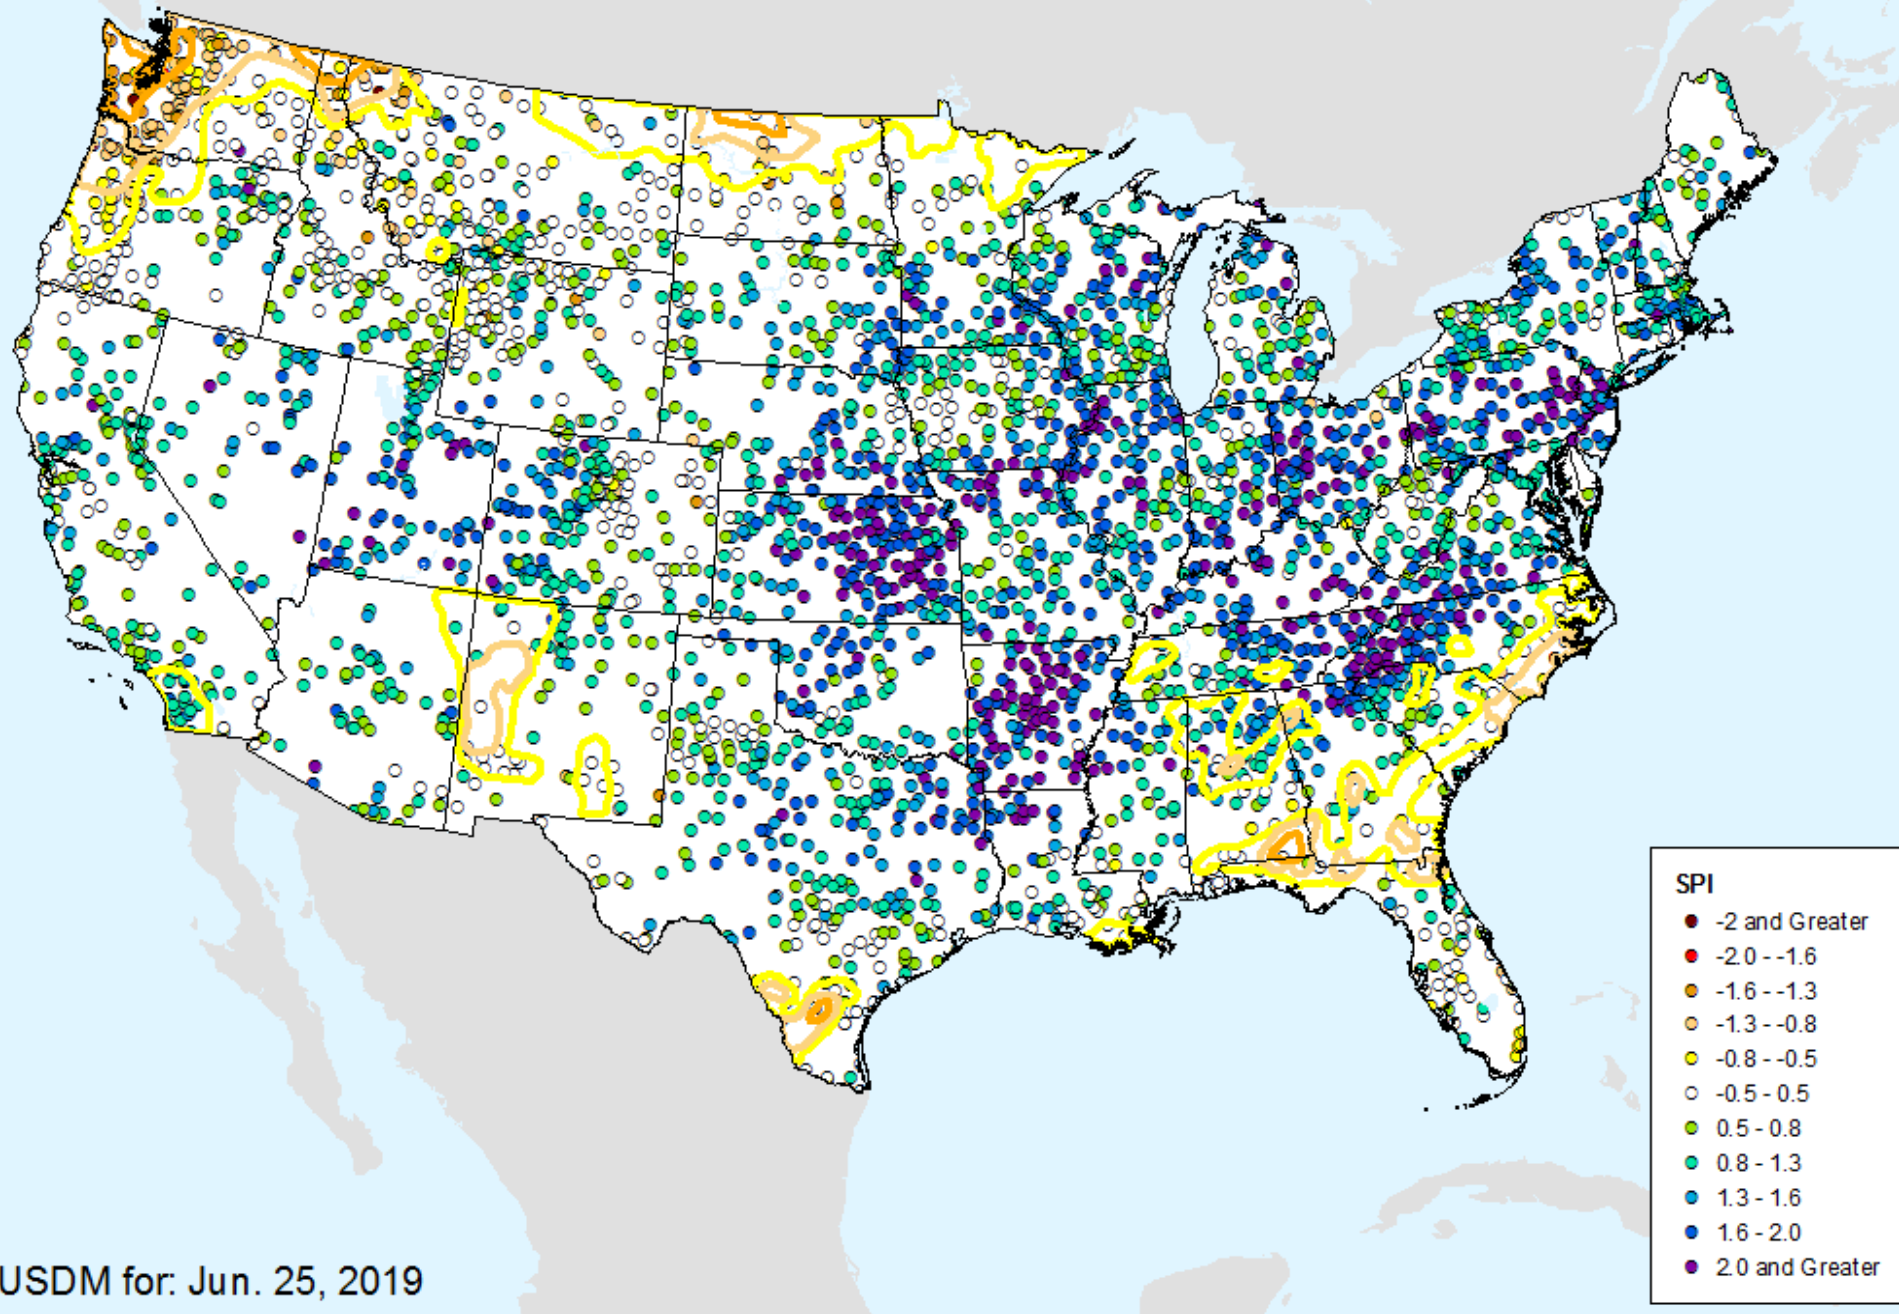 SPI
-2 and Greater
-2.0 - -1.6
-1.6 - -1.3
-1.3 - -0.8
-0.8 - -0.5
-0.5 - 0.5
0.5 - 0.8
0.8 - 1.3
1.3 - 1.6
1.6 - 2.0
2.0 and Greater
USDM for: Jun. 25, 2019